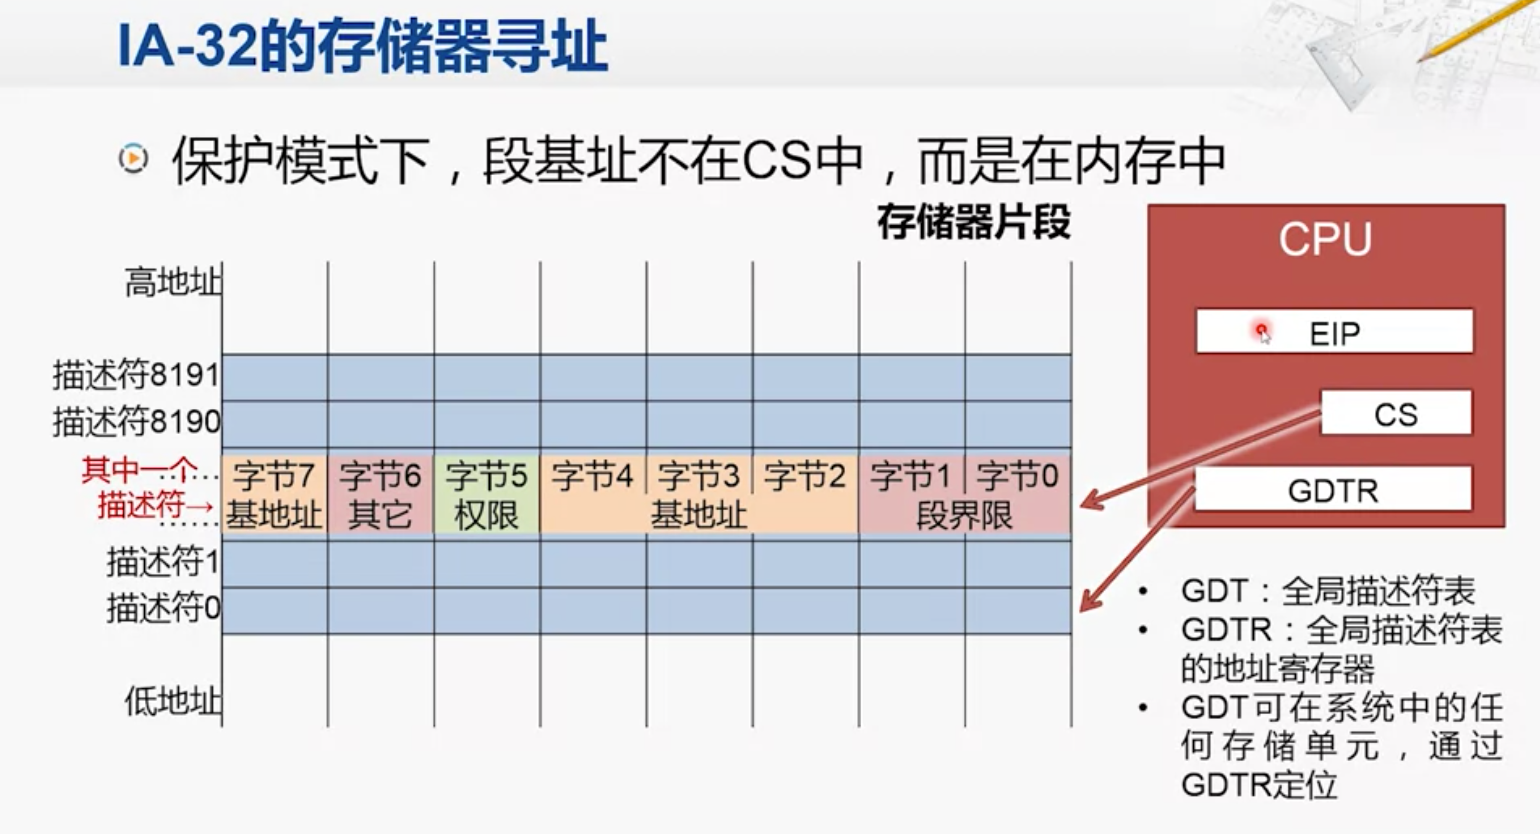 IA-32的存储器寻址
保护模式下，段基址不在CS中，而是在内存中
存储器片段
高地址
描述符8191
描述符8190
其中一个……
描述符→
……
字节7 字节6 字节5 字节4 字节3 字节2 字节1 字节0
基地址 其它 权限 基地址 段界限
描述符1
描述符0
低地址
CPU
EIP
CS
GDTR
• GDT：全局描述符表
• GDTR：全局描述符表
的地址寄存器
• GDT可在系统中的任
何存储单元，通过
GDTR定位